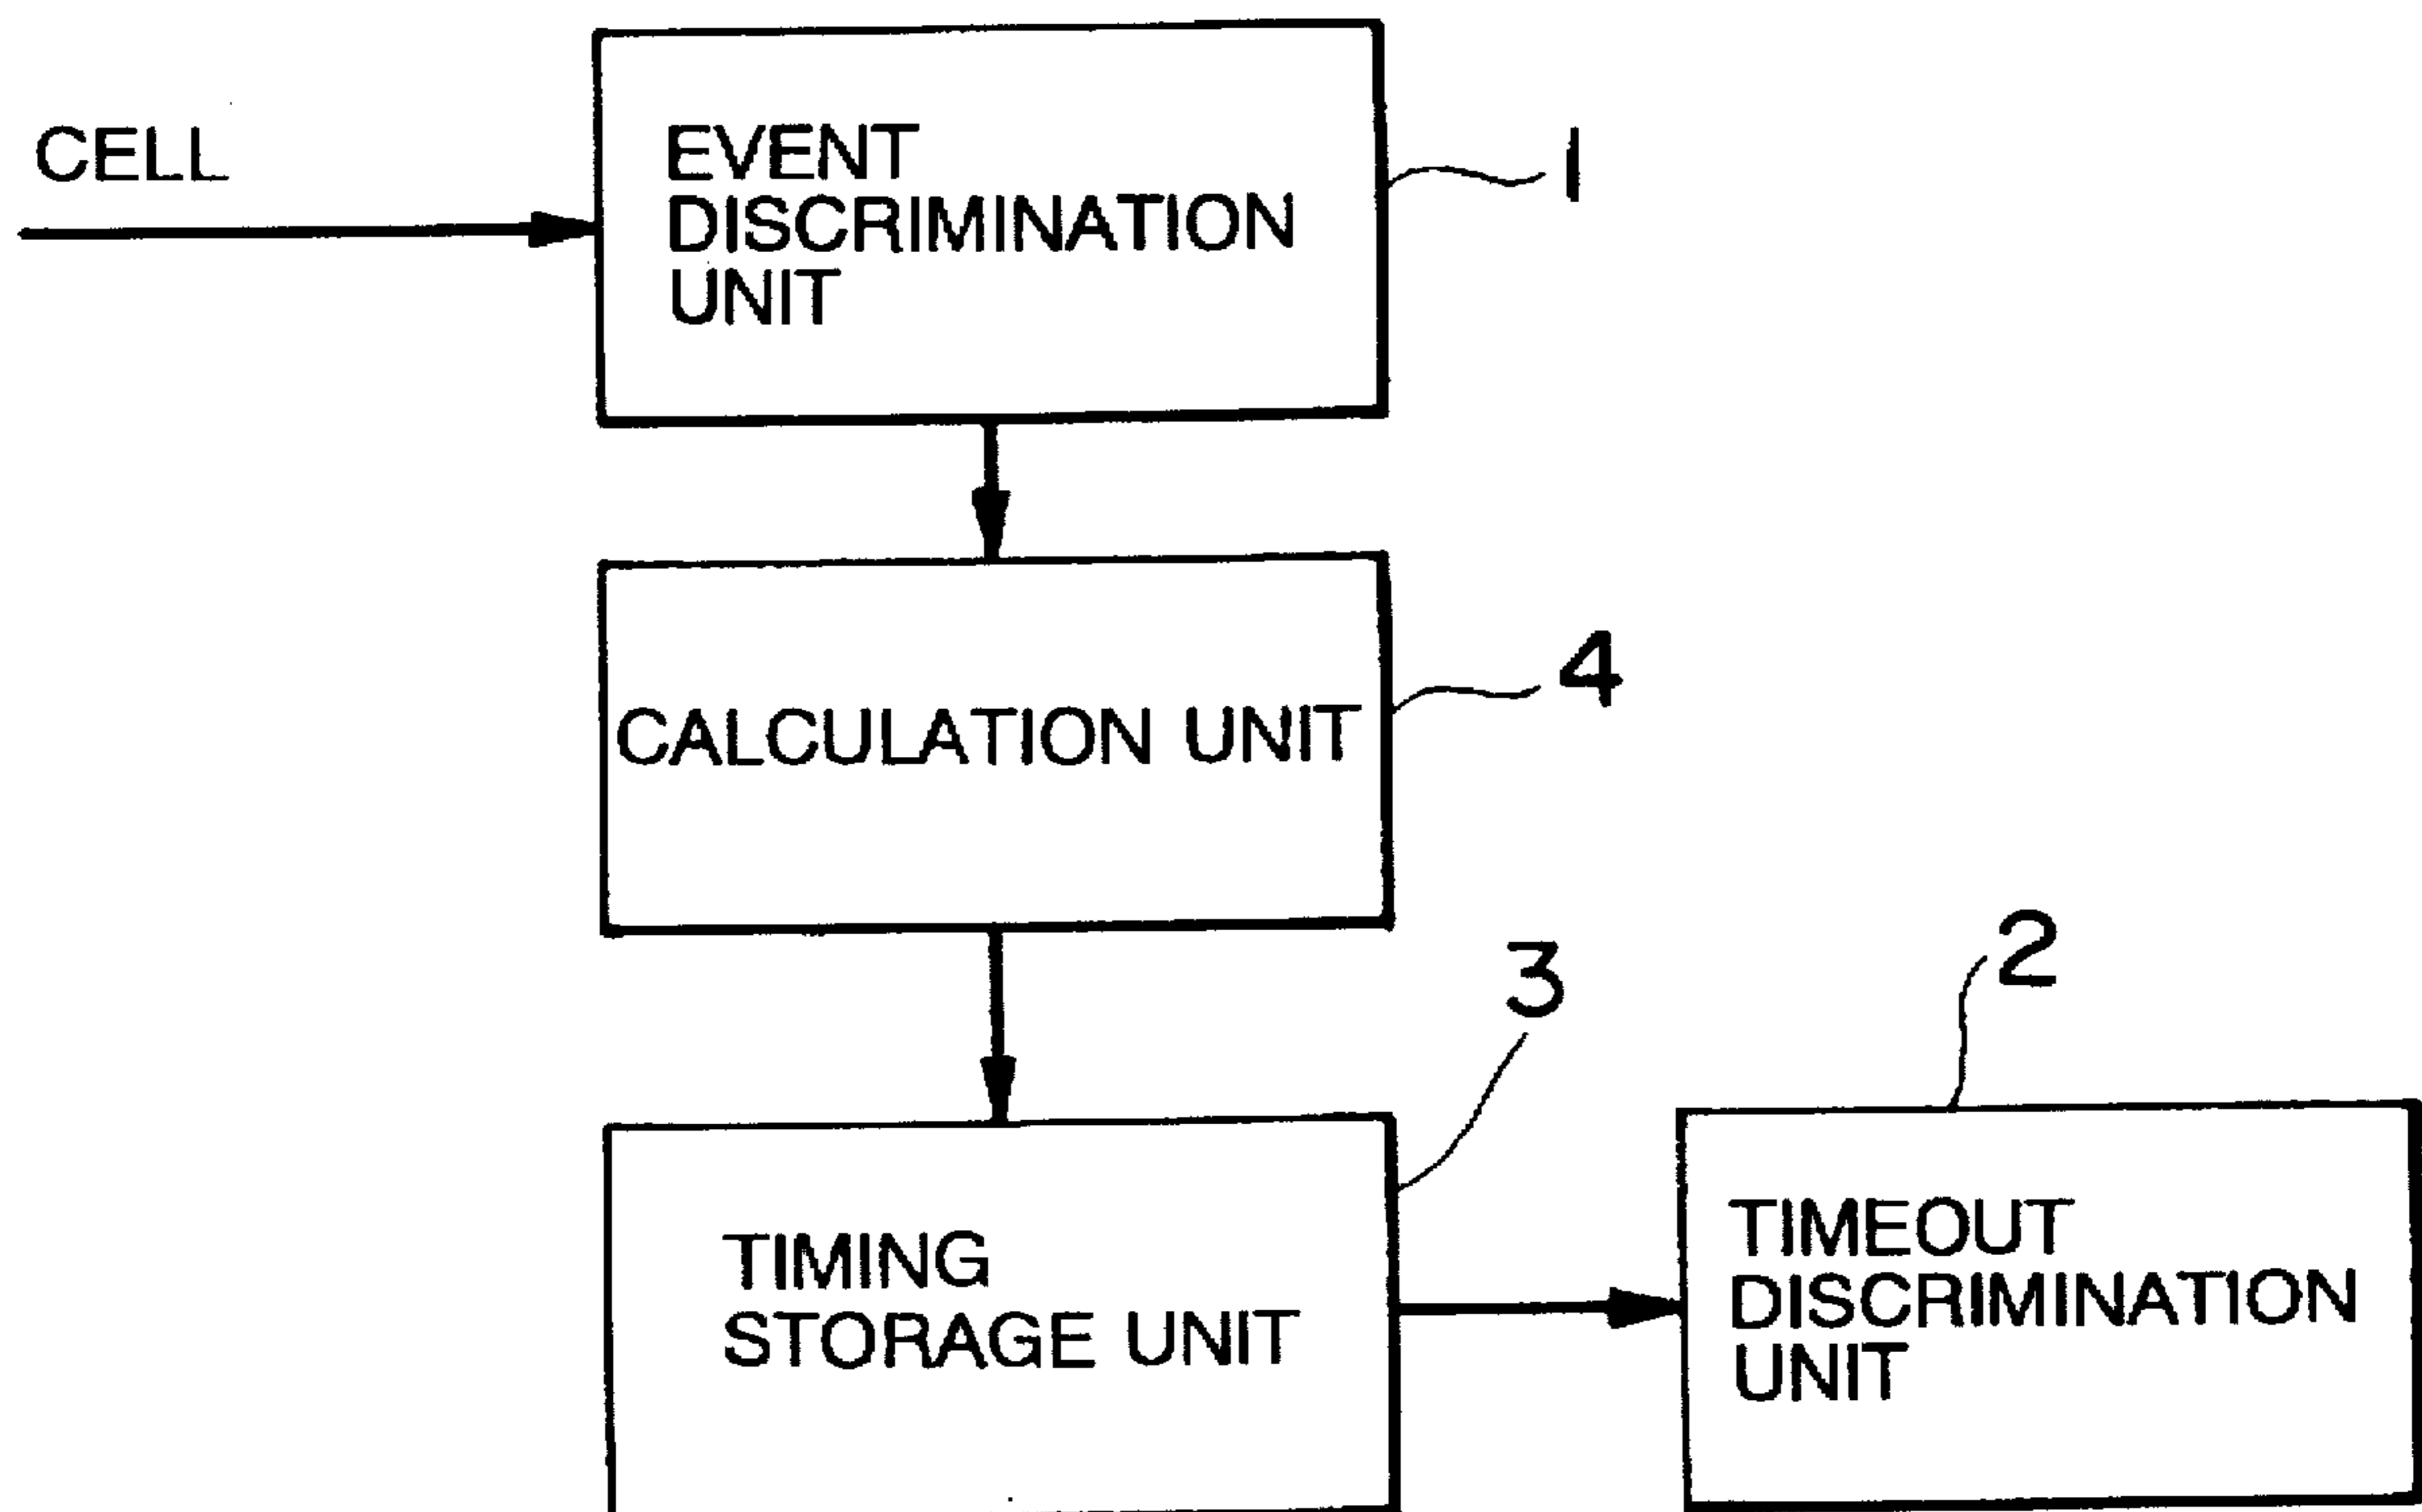 CELL
EVENT
DISCRIMINATION
UNIT
1
CALCULATION UNIT
4
3
2
TIMING
STORAGE UNIT
TIMEOUT
DISCRIMINATION
UNIT